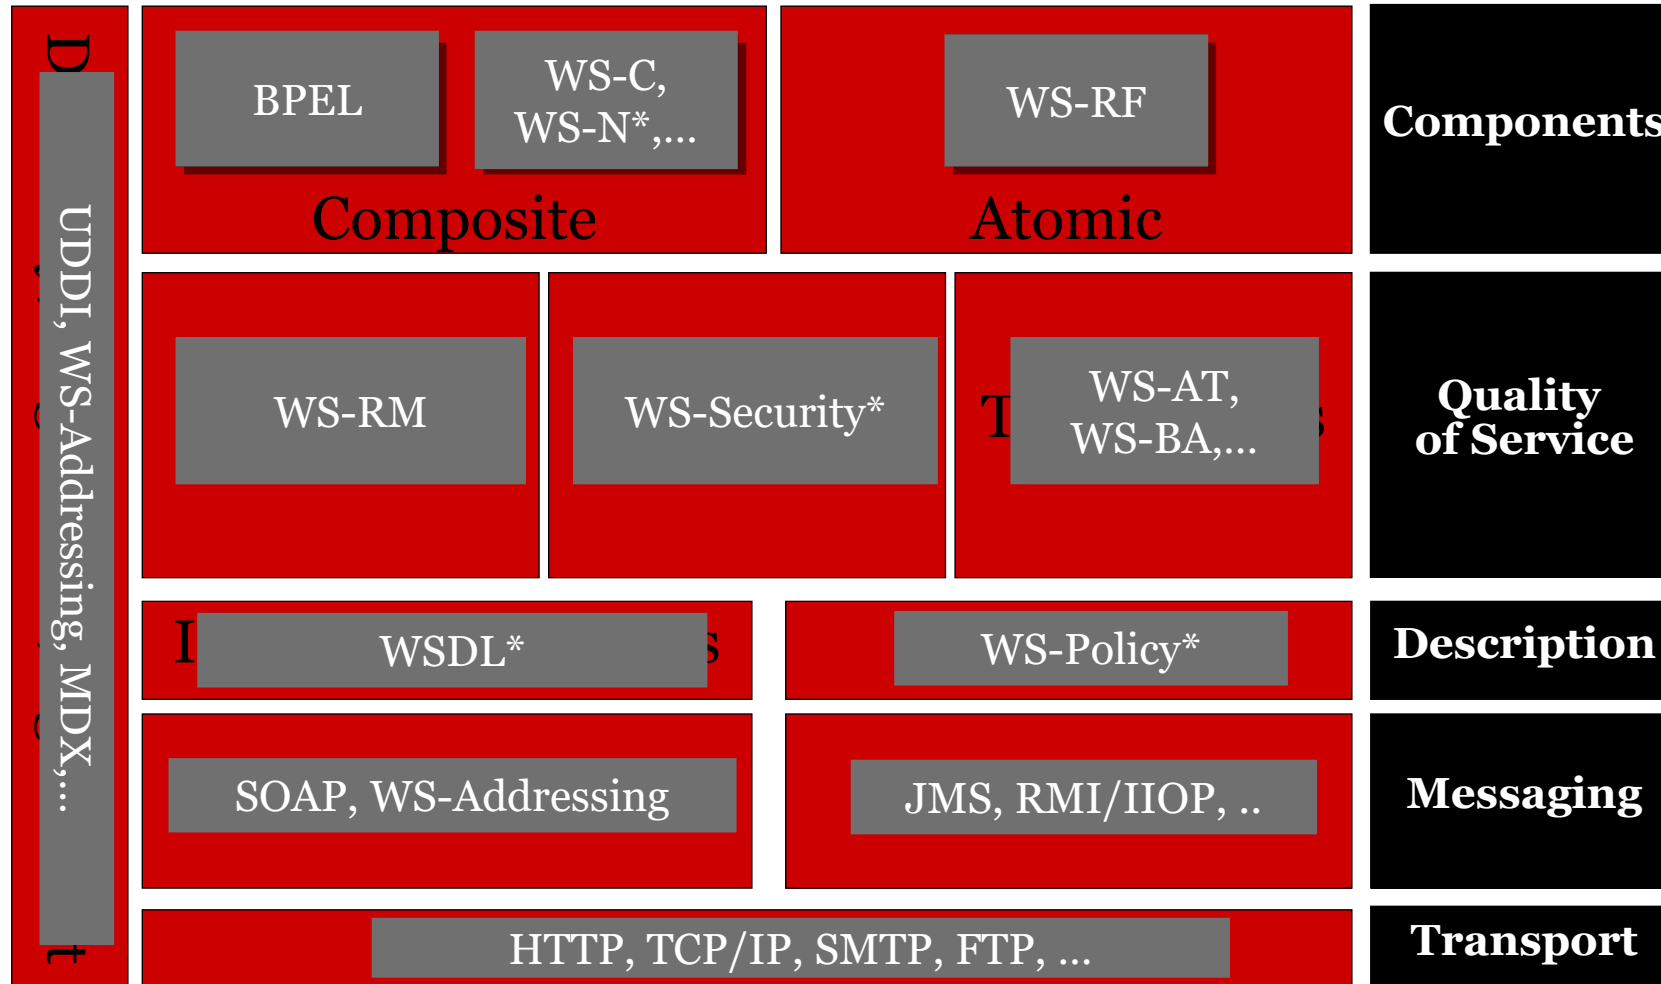 UDDI, WS-Addressing, MDX,...
BPEL
WS-C,
WS-N*,...
Composite
WS-RF
Atomic
Components
WS-RM
WS-Security*
WS-AT,
WS-BA,...
Quality
of Service
WSDL*
WS-Policy*
Description
SOAP, WS-Addressing
JMS, RMI/IIOP, ..
Messaging
HTTP, TCP/IP, SMTP, FTP, ...
Transport